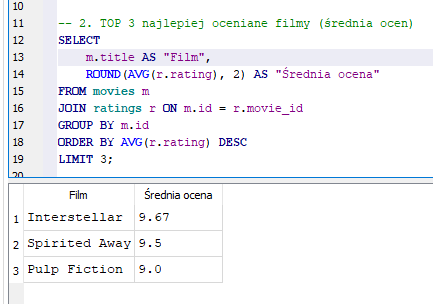 10
11 -- 2. TOP 3 najlepiej oceniane filmy (średnia ocen)
12 SELECT
13 m.title AS "Film",
14 ROUND(AVG(r.rating), 2) AS "Średnia ocena"
15 FROM movies m
16 JOIN ratings r ON m.id = r.movie_id
17 GROUP BY m.id
18 ORDER BY AVG(r.rating) DESC
19 LIMIT 3;
20
Film Średnia ocena
1 Interstellar 9.67
2 Spirited Away 9.5
3 Pulp Fiction 9.0